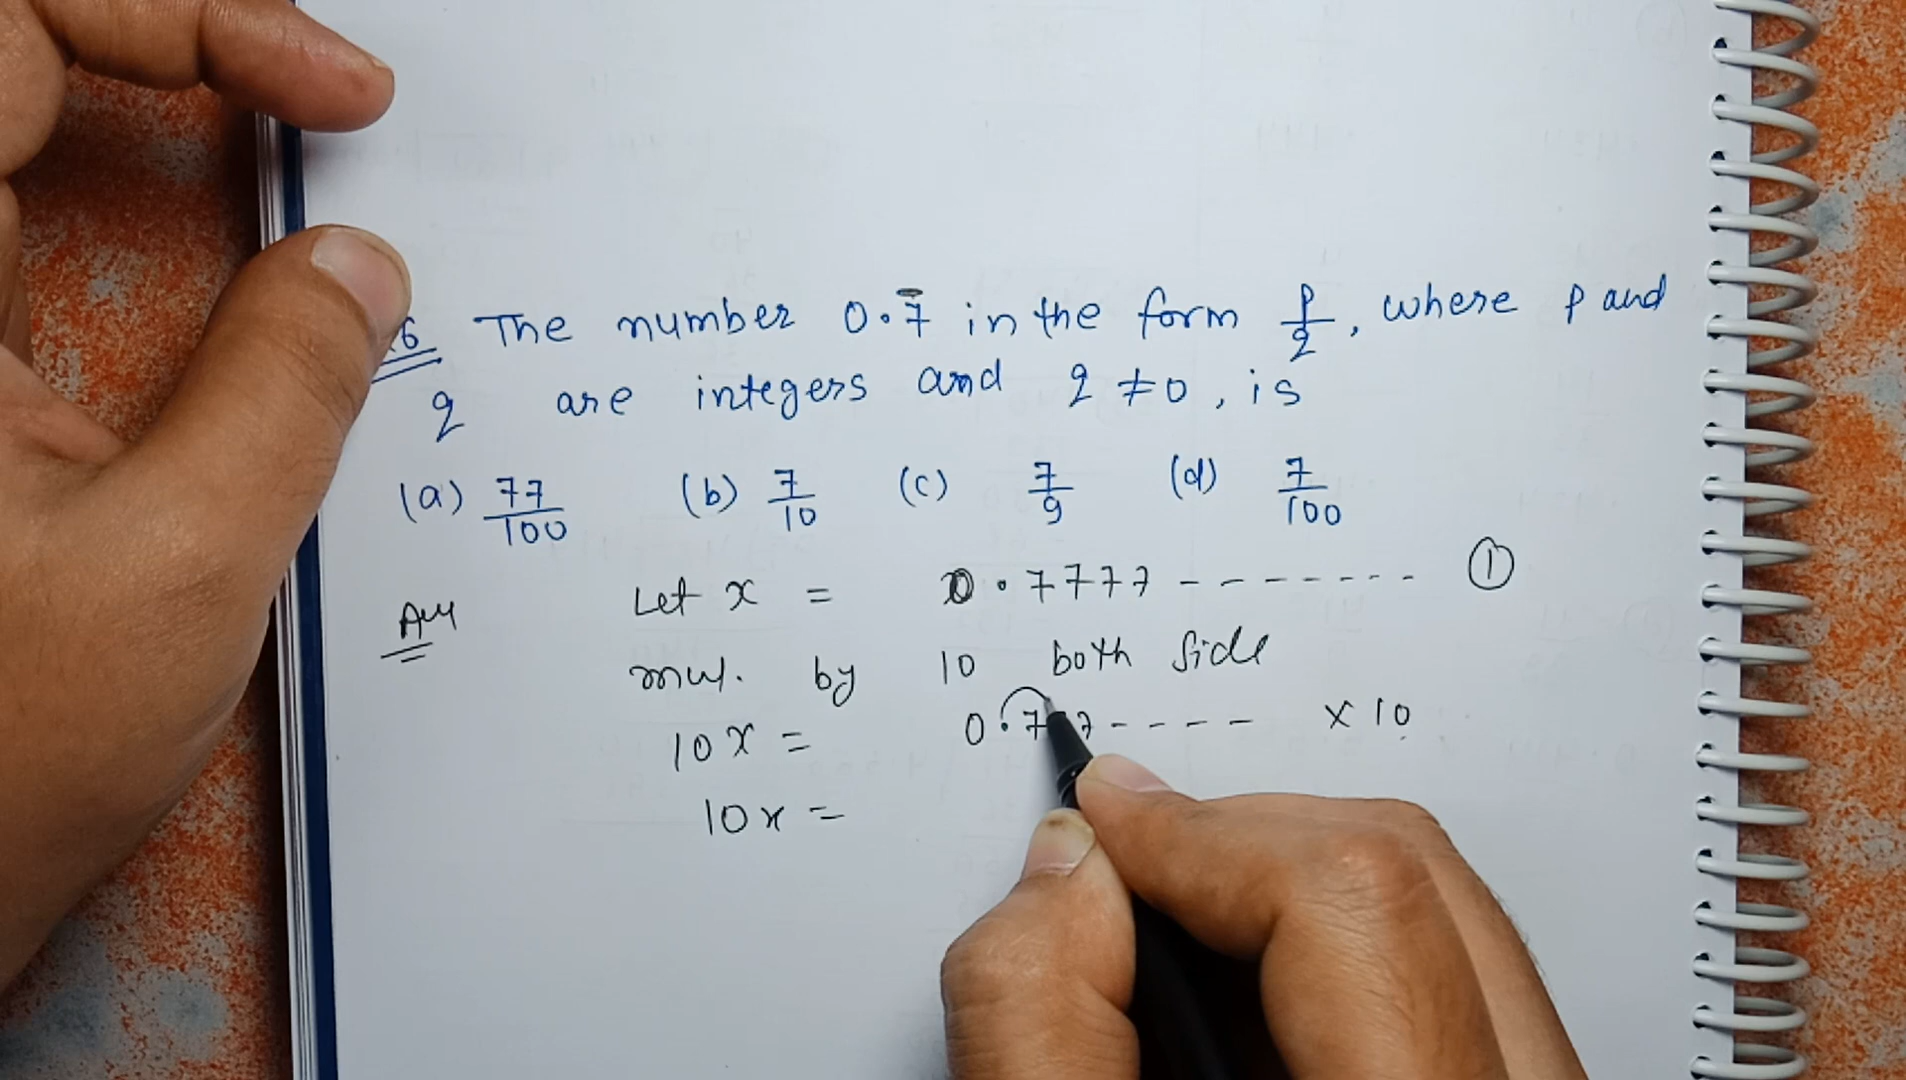 6 The number 0.7̅ in the form p/q, where p and
q are integers and q ≠ 0, is
(a) 77/100 (b) 7/10 (c) 7/9 (d) 7/100
Ans Let x = 0.7777 - - - - - - - ①
mul. by 10 both side
10x = 0.777 - - - - × 10
10x =